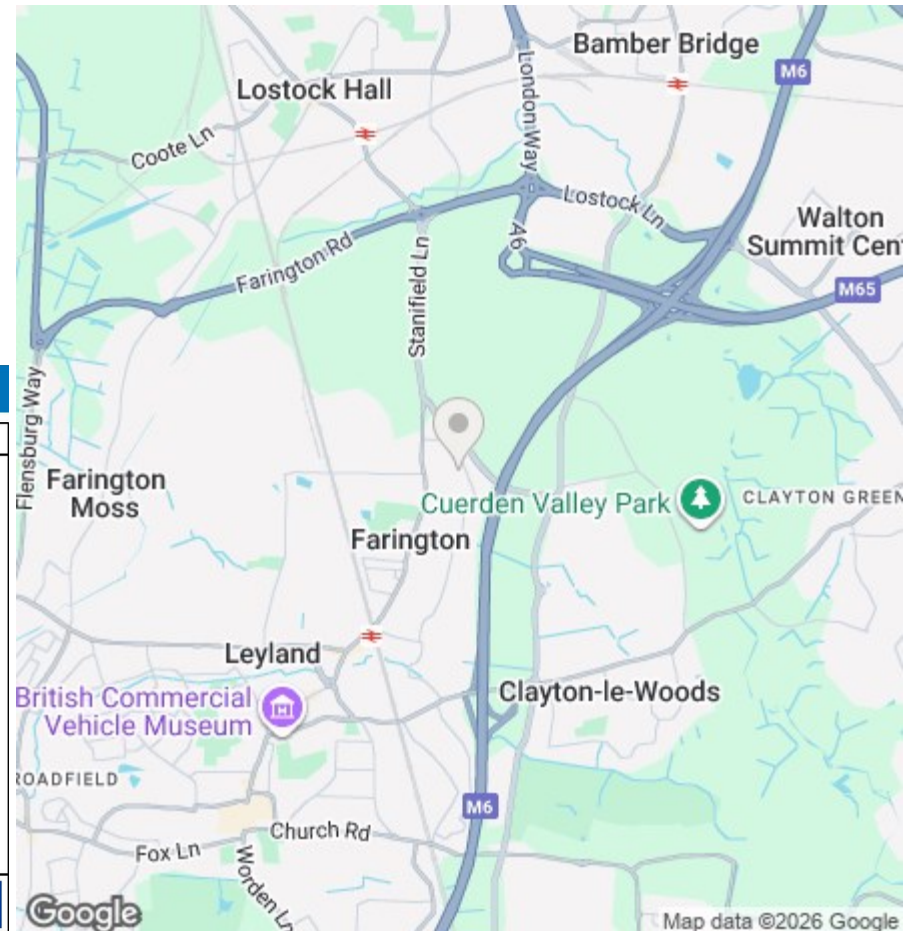 Bamber Bridge
M6
Lostock Hall
London Way
Coote Ln
Lostock Ln
Walton
Summit Cent
A6
Farington Rd
Stanifield Ln
M65
Flensburg Way
Farington
Moss
Cuerden Valley Park
CLAYTON GREEN
Farington
Leyland
British Commercial
Vehicle Museum
Clayton-le-Woods
ROADFIELD
M6
Church Rd
Fox Ln
Worden Ln
Google
Map data ©2026 Google